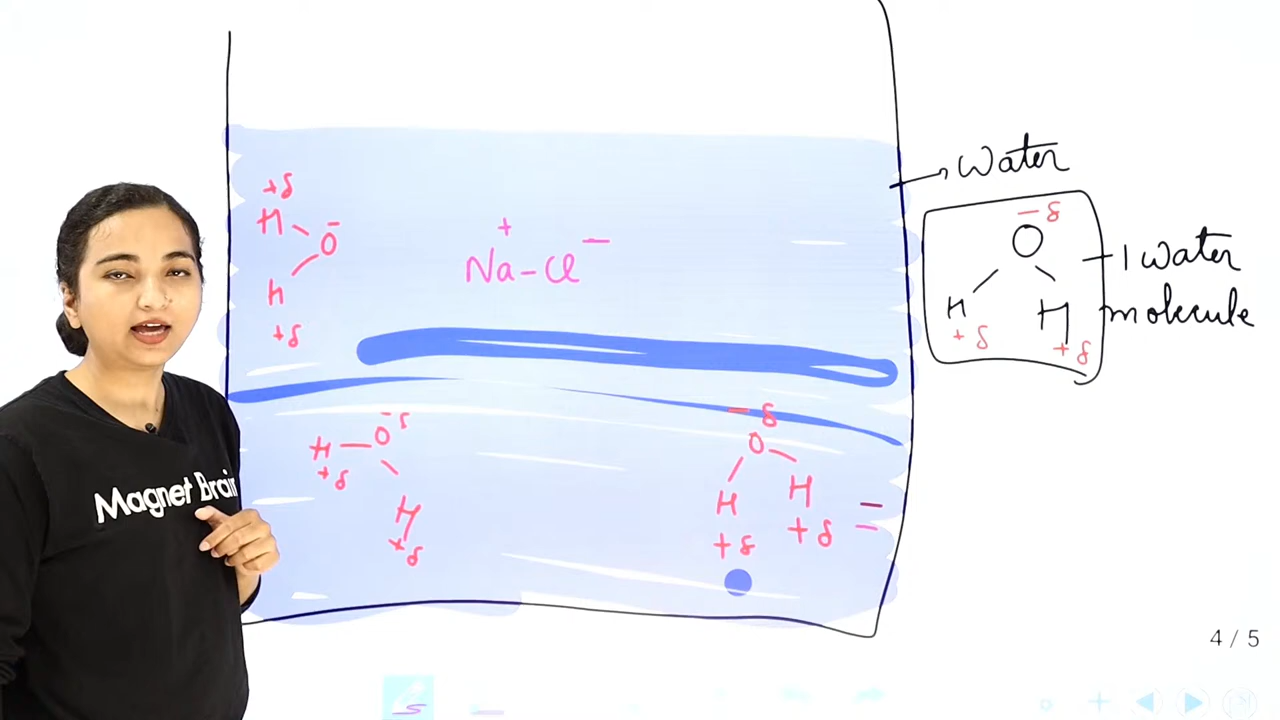 Water
-δ
O
H
H
+δ
+δ
1 water
molecule
+δ
H
O-
H
+δ
+
Na-Cl-
-δ
O
H
+δ
H
+δ
-δ
O
H
H
+δ
+δ
Magnet Brain
4 / 5